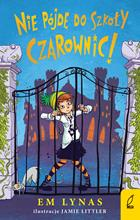 NIE PÓJDĘ DO SZKOŁY
CZAROWNIC!
EM LYNAS
ilustracje JAMIE LITTLER